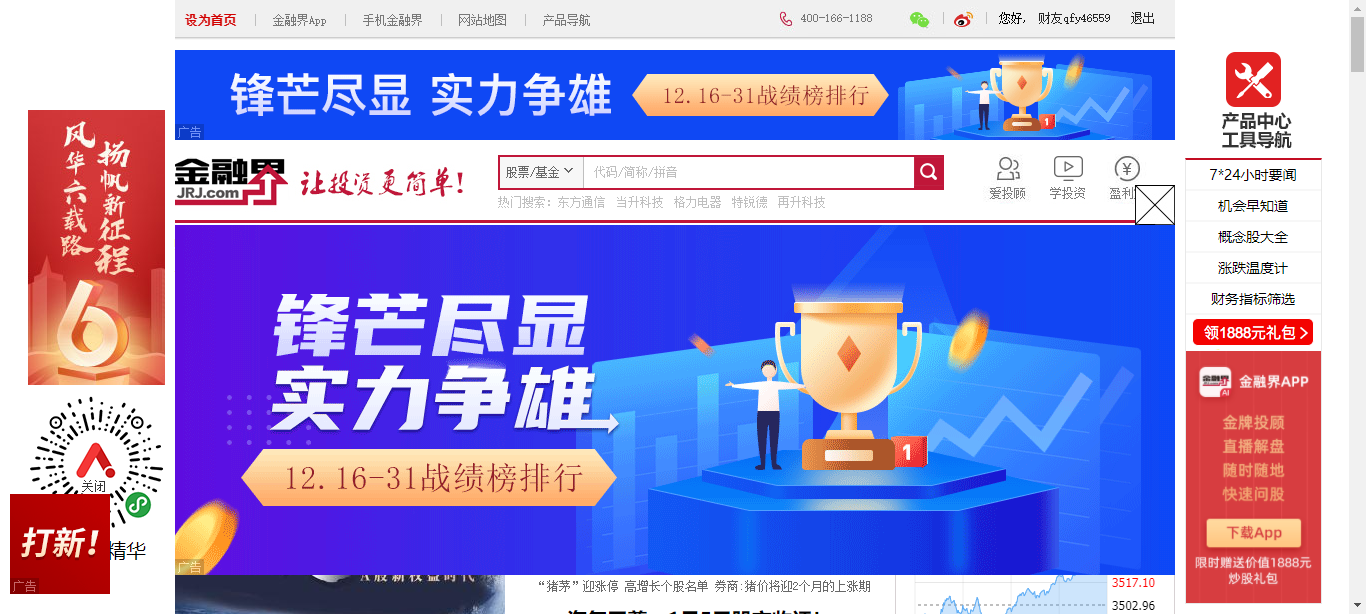 设为首页
金融界App
手机金融界
网站地图
产品导航
400-166-1188
您好, 财友qfy46559
退出
锋芒尽显 实力争雄
12.16-31战绩榜排行
广告
产品中心
工具导航
7*24小时要闻
机会早知道
概念股大全
涨跌温度计
财务指标筛选
领1888元礼包
金融界APP
金牌投顾
直播解盘
随时随地
快速问股
下载App
限时赠送价值1888元
炒股礼包
扬帆新征程
风华六载路
6
关闭
打新!
广告
精华
金融界
JRJ.com
让投资更简单!
股票/基金
代码/简称/拼音
热门搜索: 东方通信 当升科技 格力电器 特锐德 再升科技
爱投顾
学投资
盈利
锋芒尽显
实力争雄
12.16-31战绩榜排行
1
广告
A股新权益时代
“猪茅”迎涨停 高增长个股名单 券商:猪价将迎2个月的上涨期
3517.10
3502.96